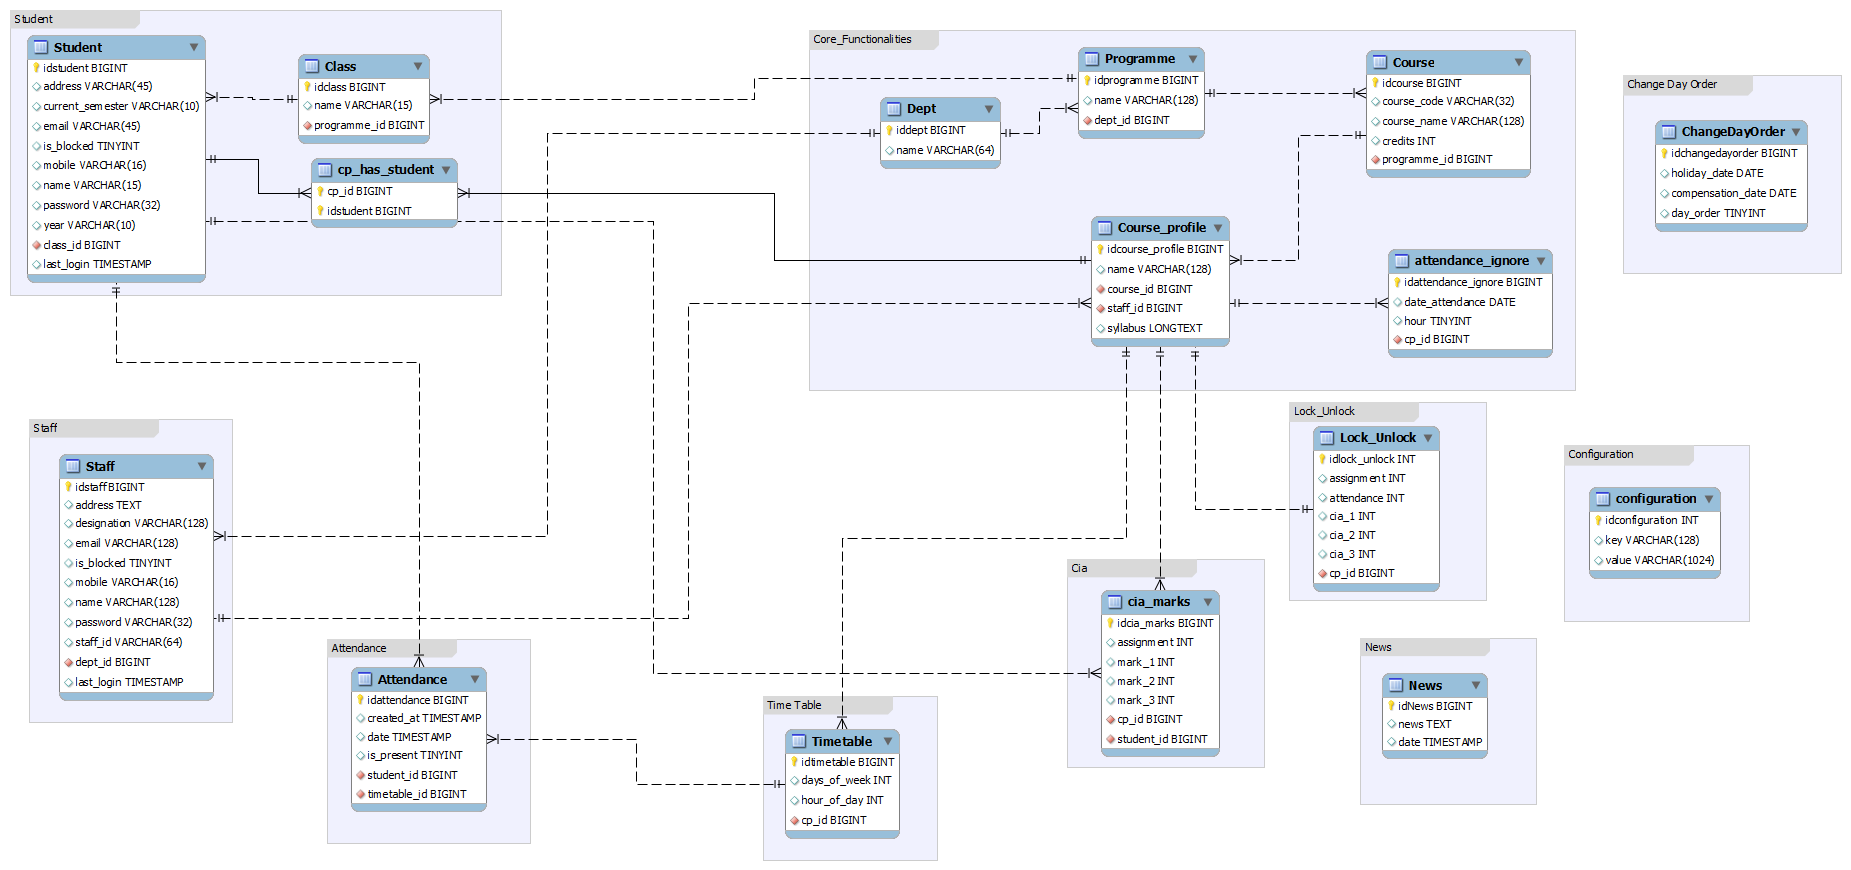 Student
Student
idstudent BIGINT
address VARCHAR(45)
current_semester VARCHAR(10)
email VARCHAR(45)
is_blocked TINYINT
mobile VARCHAR(16)
name VARCHAR(15)
password VARCHAR(32)
year VARCHAR(10)
class_id BIGINT
last_login TIMESTAMP
Class
idclass BIGINT
name VARCHAR(15)
programme_id BIGINT
cp_has_student
cp_id BIGINT
idstudent BIGINT
Core_Functionalities
Dept
iddept BIGINT
name VARCHAR(64)
Programme
idprogramme BIGINT
name VARCHAR(128)
dept_id BIGINT
Course
idcourse BIGINT
course_code VARCHAR(32)
course_name VARCHAR(128)
credits INT
programme_id BIGINT
Course_profile
idcourse_profile BIGINT
name VARCHAR(128)
course_id BIGINT
staff_id BIGINT
syllabus LONGTEXT
attendance_ignore
idattendance_ignore BIGINT
date_attendance DATE
hour TINYINT
cp_id BIGINT
Change Day Order
ChangeDayOrder
idchangedayorder BIGINT
holiday_date DATE
compensation_date DATE
day_order TINYINT
Staff
Staff
idstaff BIGINT
address TEXT
designation VARCHAR(128)
email VARCHAR(128)
is_blocked TINYINT
mobile VARCHAR(16)
name VARCHAR(128)
password VARCHAR(32)
staff_id VARCHAR(64)
dept_id BIGINT
last_login TIMESTAMP
Attendance
Attendance
idattendance BIGINT
created_at TIMESTAMP
date TIMESTAMP
is_present TINYINT
student_id BIGINT
timetable_id BIGINT
Time Table
Timetable
idtimetable BIGINT
days_of_week INT
hour_of_day INT
cp_id BIGINT
Cia
cia_marks
idcia_marks BIGINT
assignment INT
mark_1 INT
mark_2 INT
mark_3 INT
cp_id BIGINT
student_id BIGINT
Lock_Unlock
Lock_Unlock
idlock_unlock INT
assignment INT
attendance INT
cia_1 INT
cia_2 INT
cia_3 INT
cp_id BIGINT
Configuration
configuration
idconfiguration INT
key VARCHAR(128)
value VARCHAR(1024)
News
News
idNews BIGINT
news TEXT
date TIMESTAMP